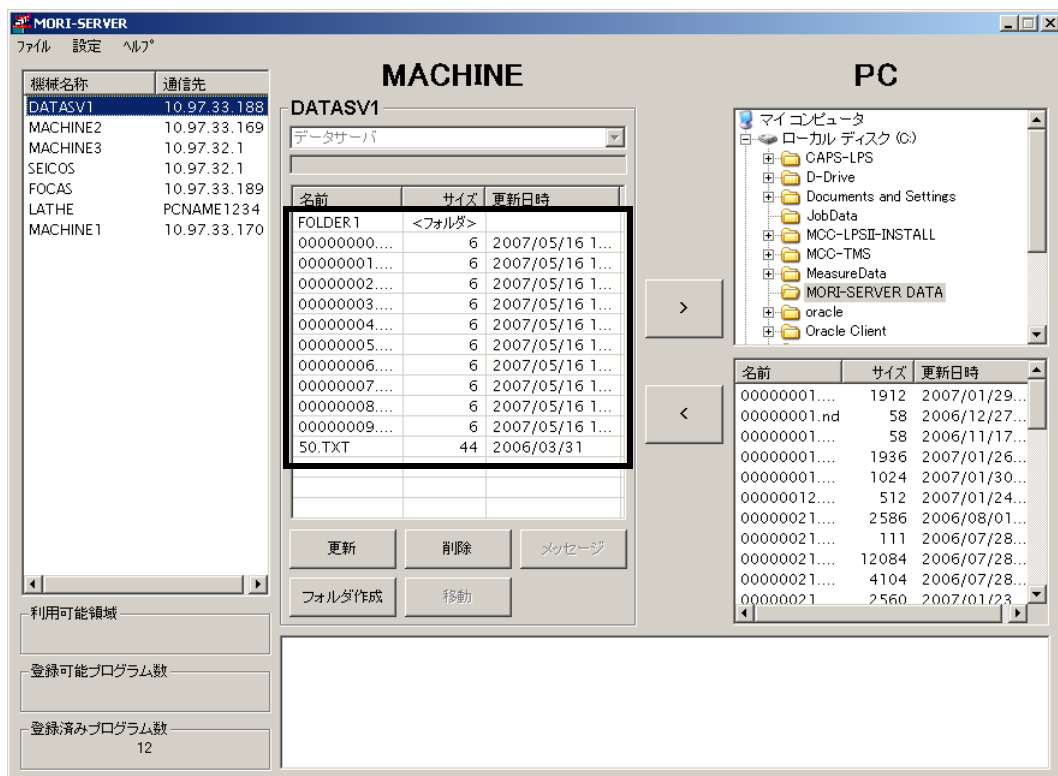 MORI-SERVER
ファイル 設定 ヘルプ
MACHINE
PC
機械名称 通信先
DATASV1 10.97.33.188
MACHINE2 10.97.33.169
MACHINE3 10.97.32.1
SEICOS 10.97.32.1
FOCAS 10.97.33.189
LATHE PCNAME1234
MACHINE1 10.97.33.170
利用可能領域
登録可能プログラム数
登録済みプログラム数
12
DATASV1
データサーバ
名前 サイズ 更新日時
FOLDER1 <フォルダ>
00000000.... 6 2007/05/16 1...
00000001.... 6 2007/05/16 1...
00000002.... 6 2007/05/16 1...
00000003.... 6 2007/05/16 1...
00000004.... 6 2007/05/16 1...
00000005.... 6 2007/05/16 1...
00000006.... 6 2007/05/16 1...
00000007.... 6 2007/05/16 1...
00000008.... 6 2007/05/16 1...
00000009.... 6 2007/05/16 1...
50.TXT 44 2006/03/31
更新 削除 メッセージ
フォルダ作成 移動
>
<
マイ コンピュータ
ローカル ディスク (C:)
CAPS-LPS
D-Drive
Documents and Settings
JobData
MCC-LPSII-INSTALL
MCC-TMS
MeasureData
MORI-SERVER DATA
oracle
Oracle Client
名前 サイズ 更新日時
00000001.... 1912 2007/01/29...
00000001.nd 58 2006/12/27...
00000001.... 58 2006/11/17...
00000001.... 1936 2007/01/26...
00000001.... 1024 2007/01/30...
00000012.... 512 2007/01/24...
00000021.... 2586 2006/08/01...
00000021.... 111 2006/07/28...
00000021.... 12084 2006/07/28...
00000021.... 4104 2006/07/28...
00000021 2560 2007/01/23